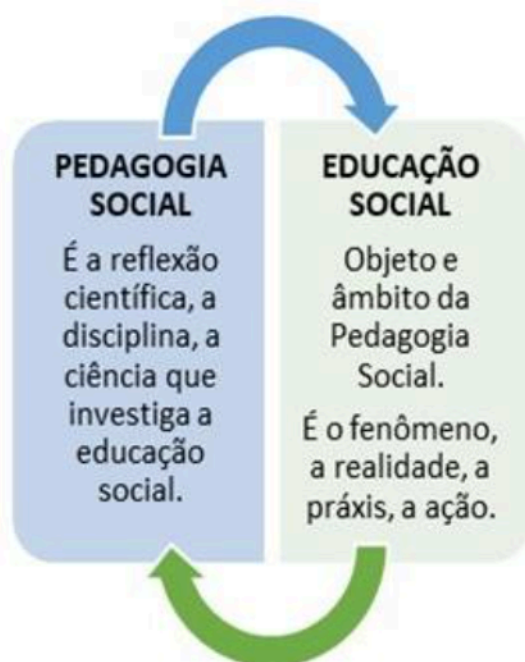 PEDAGOGIA
SOCIAL
É a reflexão
científica, a
disciplina, a
ciência que
investiga a
educação
social.
EDUCAÇÃO
SOCIAL
Objeto e
âmbito da
Pedagogia
Social.
É o fenômeno,
a realidade, a
práxis, a ação.